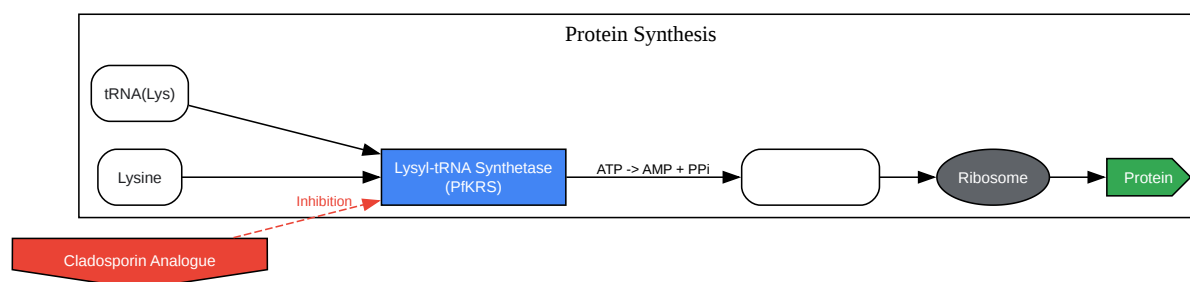 Protein Synthesis
tRNA(Lys)
Lysine
Lysyl-tRNA Synthetase
(PfKRS)
ATP -> AMP + PPi
Ribosome
Protein
Inhibition
Cladosporin Analogue